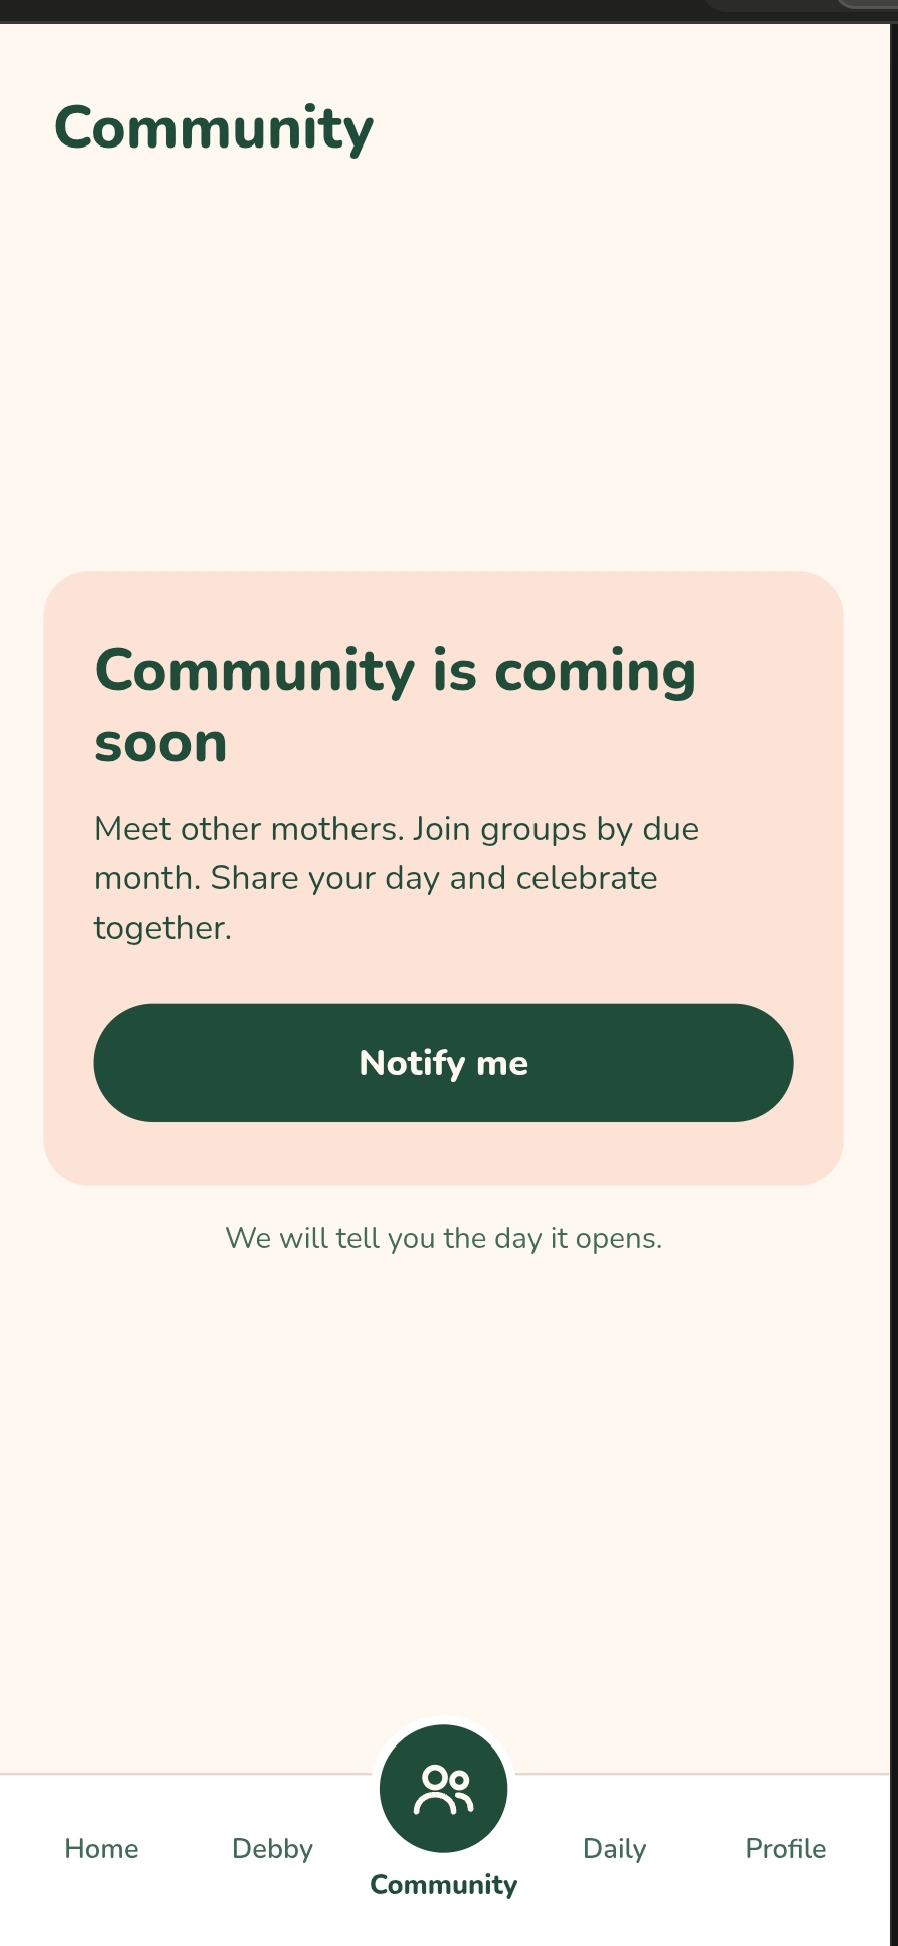 Community
Community is coming
soon
Meet other mothers. Join groups by due
month. Share your day and celebrate
together.
Notify me
We will tell you the day it opens.
Home
Debby
Community
Daily
Profile